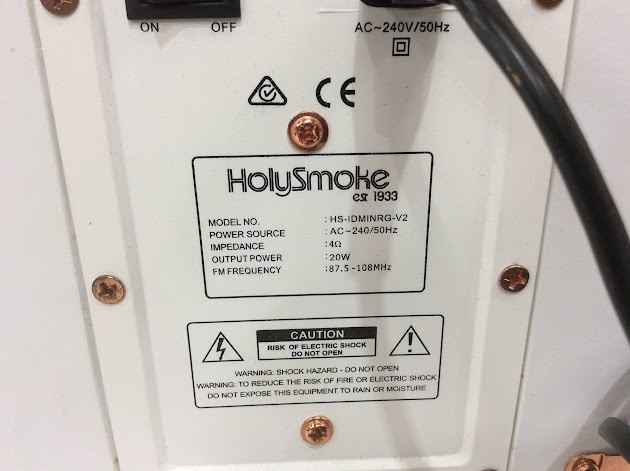 ON OFF AC~240V/50Hz
CE
HolySmoke
est 1933
MODEL NO. : HS-IDMINRG-V2
POWER SOURCE : AC~240/50Hz
IMPEDANCE : 4Ω
OUTPUT POWER : 20W
FM FREQUENCY : 87.5-108MHz
CAUTION
RISK OF ELECTRIC SHOCK
DO NOT OPEN
WARNING: SHOCK HAZARD - DO NOT OPEN
WARNING: TO REDUCE THE RISK OF FIRE OR ELECTRIC SHOCK
DO NOT EXPOSE THIS EQUIPMENT TO RAIN OR MOISTURE